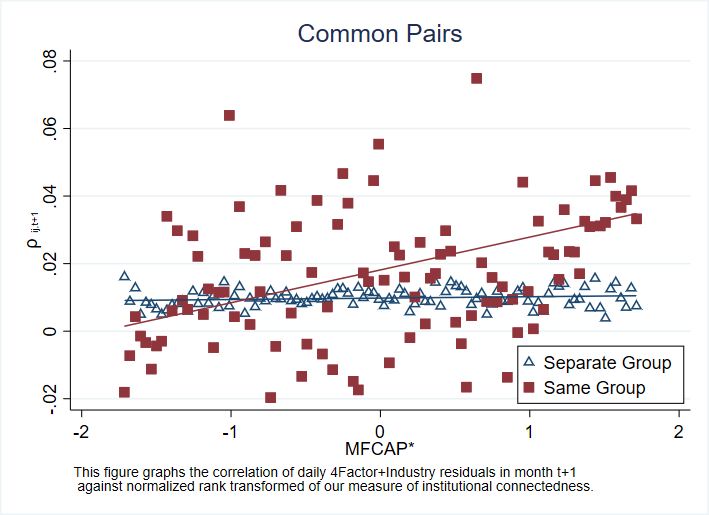 Common Pairs
.08
.06
.04
.02
0
-.02
ρ ij,t+1
-2
-1
0
1
2
MFCAP*
Separate Group
Same Group
This figure graphs the correlation of daily 4Factor+Industry residuals in month t+1
against normalized rank transformed of our measure of institutional connectedness.